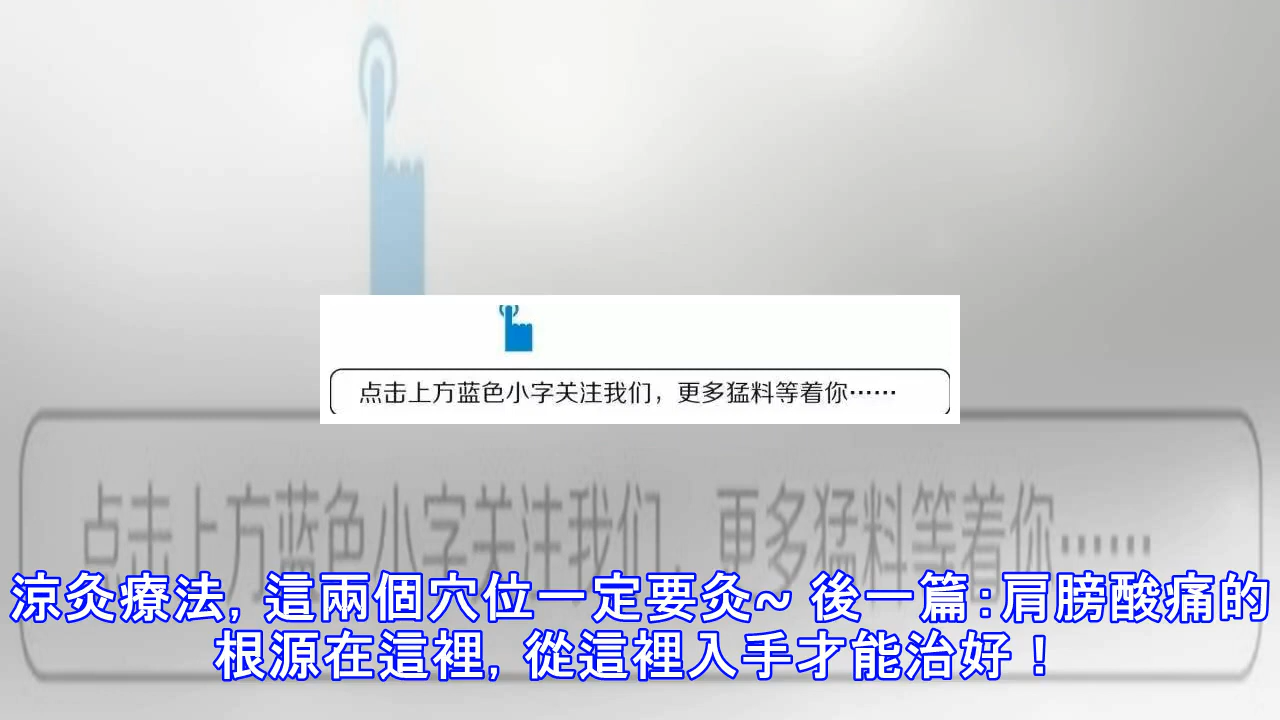 点击上方蓝色小字关注我们，更多猛料等着你……
点击上方蓝色小字关注我们，更多猛料等着你……
涼灸療法, 這兩個穴位一定要灸~ 後一篇:肩膀酸痛的
根源在這裡, 從這裡入手才能治好！